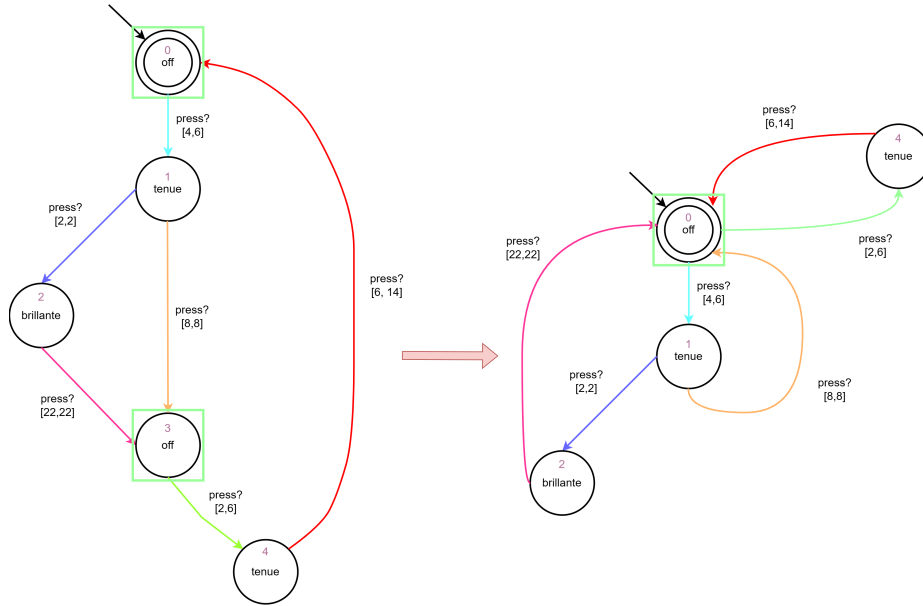 0
off
press?
[4,6]
1
tenue
press?
[2,2]
2
brillante
press?
[8,8]
press?
[6, 14]
press?
[22,22]
3
off
press?
[2,6]
4
tenue
press?
[6,14]
4
tenue
0
off
press?
[22,22]
press?
[2,6]
press?
[4,6]
1
tenue
press?
[2,2]
press?
[8,8]
2
brillante